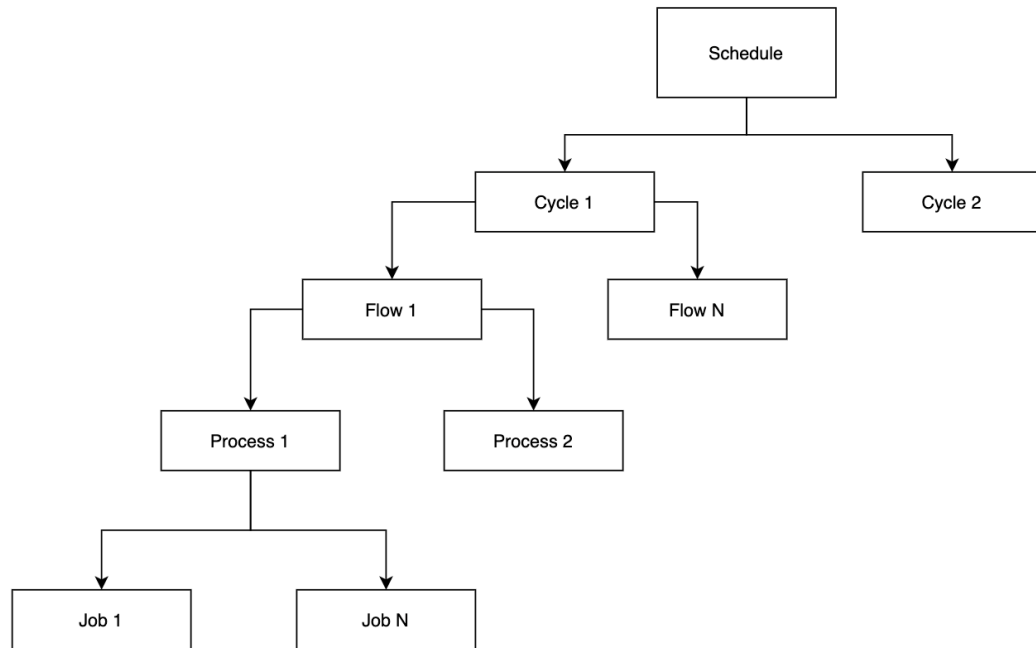 Schedule
Cycle 1
Cycle 2
Flow 1
Flow N
Process 1
Process 2
Job 1
Job N